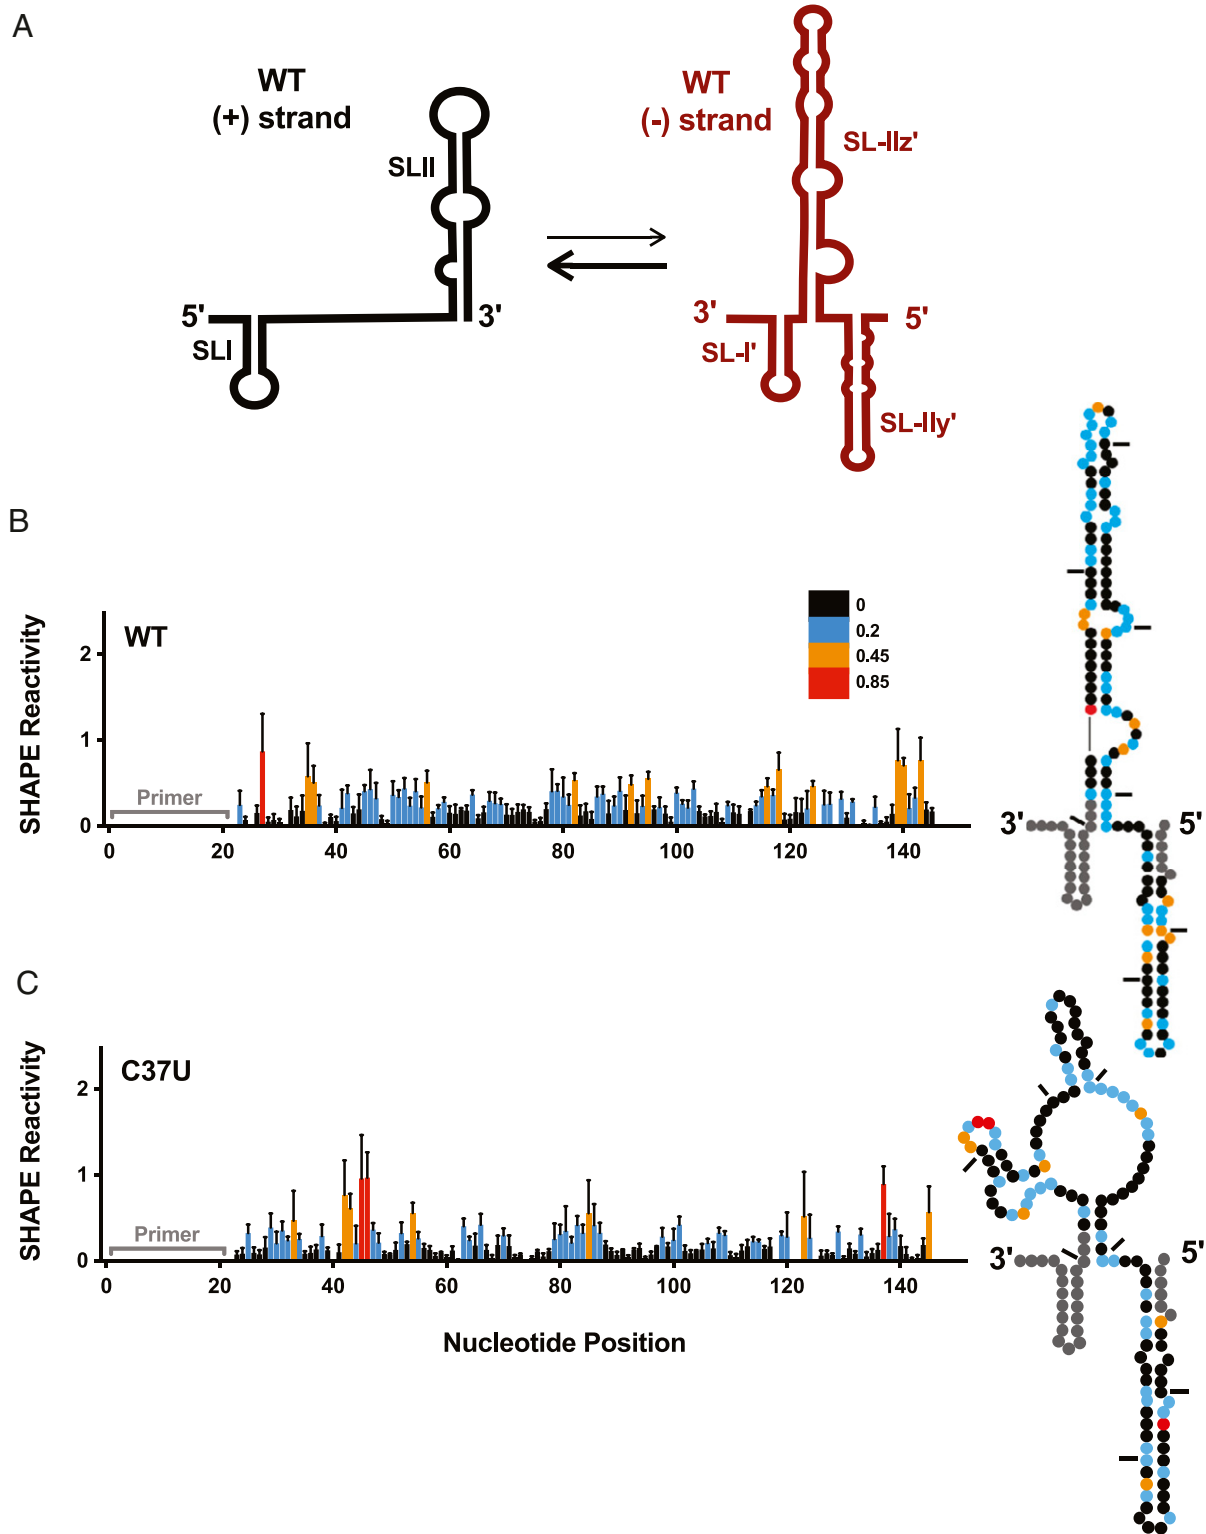 A
WT
(+) strand
SLII
5'
3'
SLI
WT
(-) strand
SL-IIz'
3'
5'
SL-I'
SL-IIy'
B
SHAPE Reactivity
WT
2
1
0
Primer
0
20
40
60
80
100
120
140
0
0.2
0.45
0.85
3'
5'
C
SHAPE Reactivity
C37U
2
1
0
Primer
0
20
40
60
80
100
120
140
Nucleotide Position
3'
5'